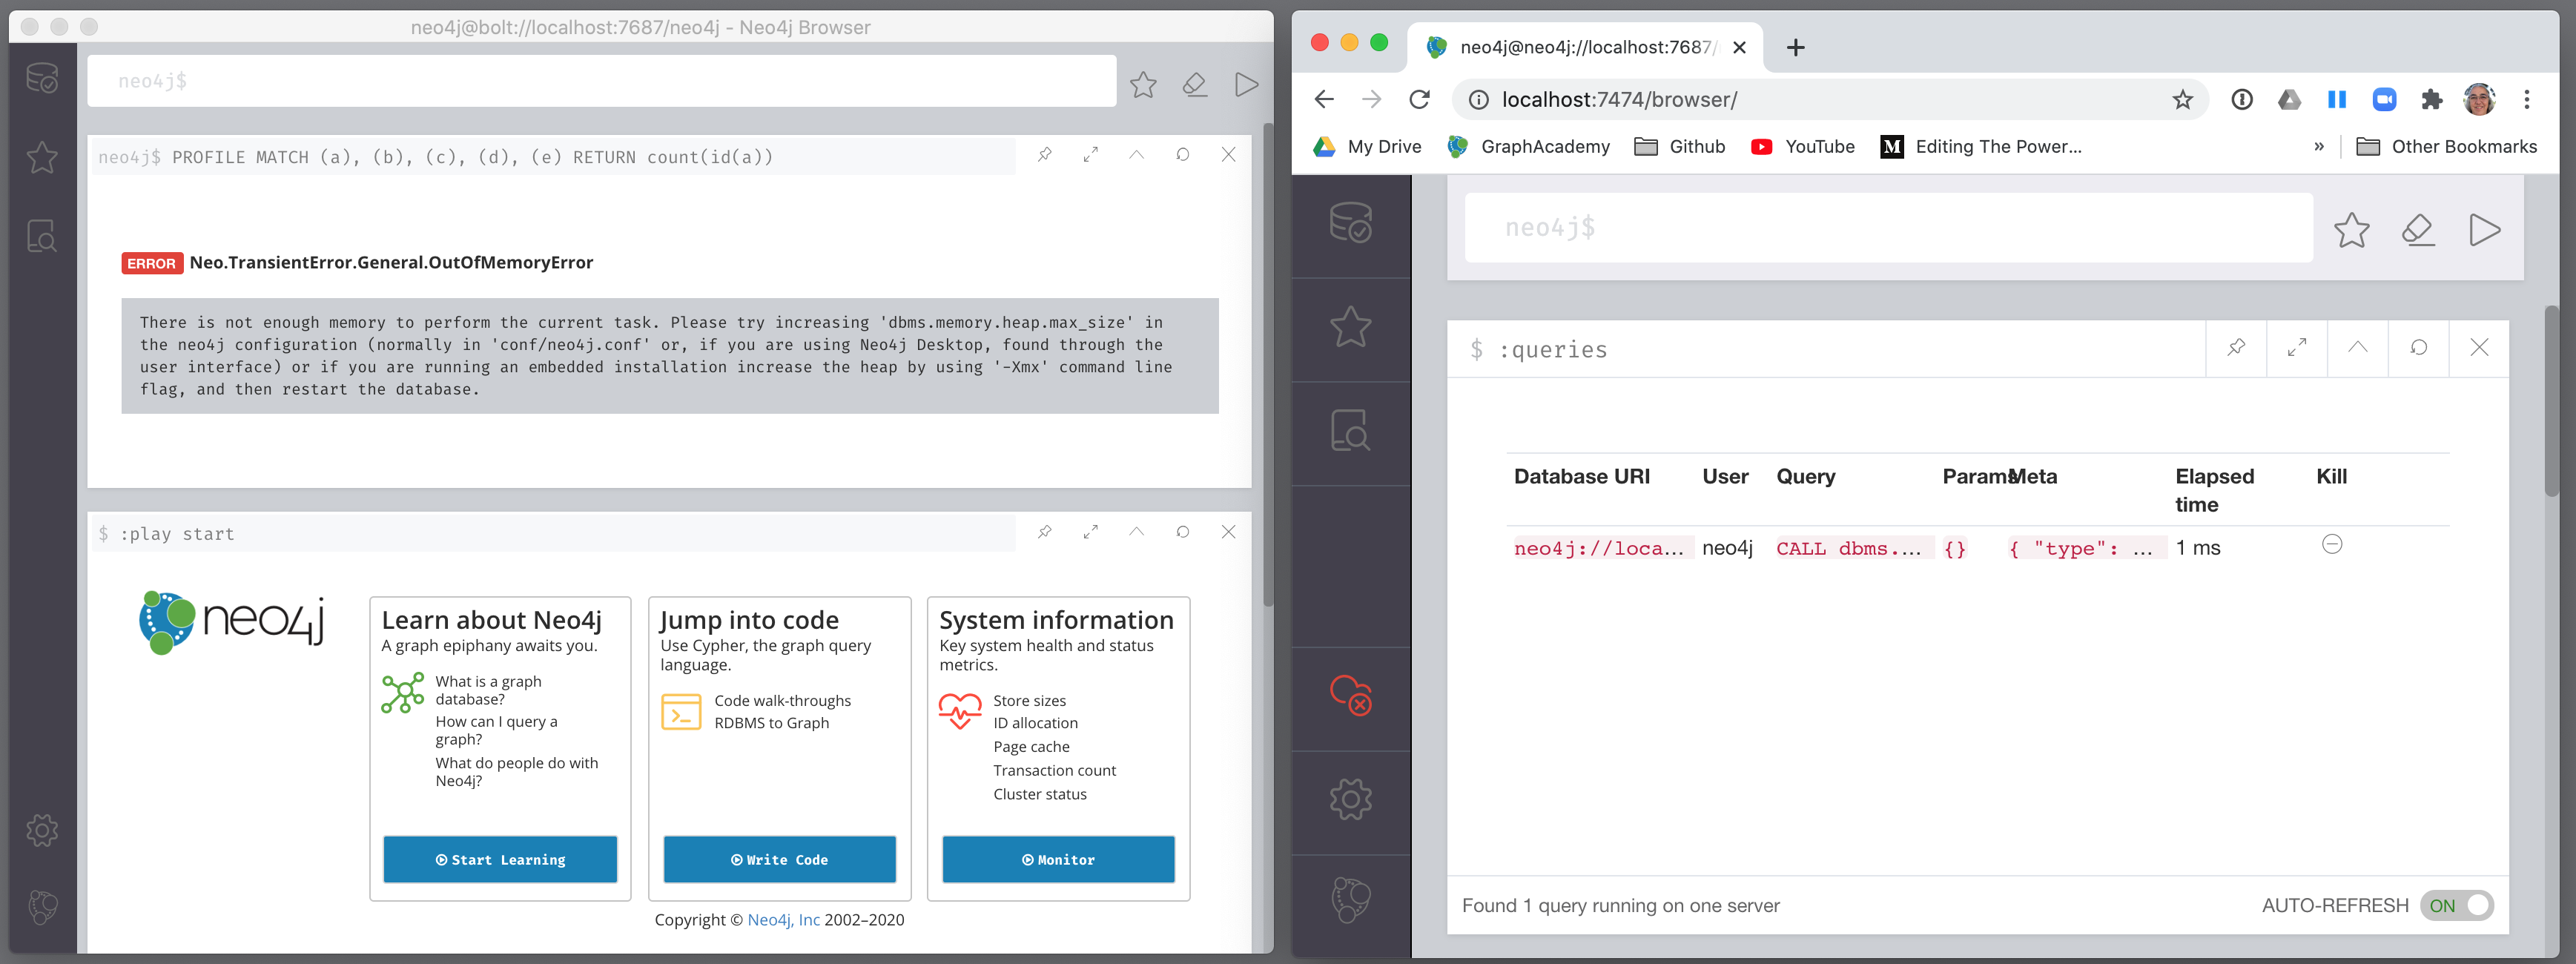 neo4j@bolt://localhost:7687/neo4j - Neo4j Browser
neo4j$
neo4j$ PROFILE MATCH (a), (b), (c), (d), (e) RETURN count(id(a))
ERROR Neo.TransientError.General.OutOfMemoryError
There is not enough memory to perform the current task. Please try increasing 'dbms.memory.heap.max_size' in
the neo4j configuration (normally in 'conf/neo4j.conf' or, if you are using Neo4j Desktop, found through the
user interface) or if you are running an embedded installation increase the heap by using '-Xmx' command line
flag, and then restart the database.
$ :play start
neo4j
Learn about Neo4j
A graph epiphany awaits you.
What is a graph
database?
How can I query a
graph?
What do people do with
Neo4j?
Start Learning
Jump into code
Use Cypher, the graph query
language.
Code walk-throughs
RDBMS to Graph
Write Code
System information
Key system health and status
metrics.
Store sizes
ID allocation
Page cache
Transaction count
Cluster status
Monitor
Copyright © Neo4j, Inc 2002–2020
neo4j@neo4j://localhost:7687/
localhost:7474/browser/
My Drive GraphAcademy Github YouTube M Editing The Power... » Other Bookmarks
neo4j$
$ :queries
Database URI User Query Params Meta Elapsed time Kill
neo4j://loca... neo4j CALL dbms.... {} { "type": ... 1 ms
Found 1 query running on one server AUTO-REFRESH ON